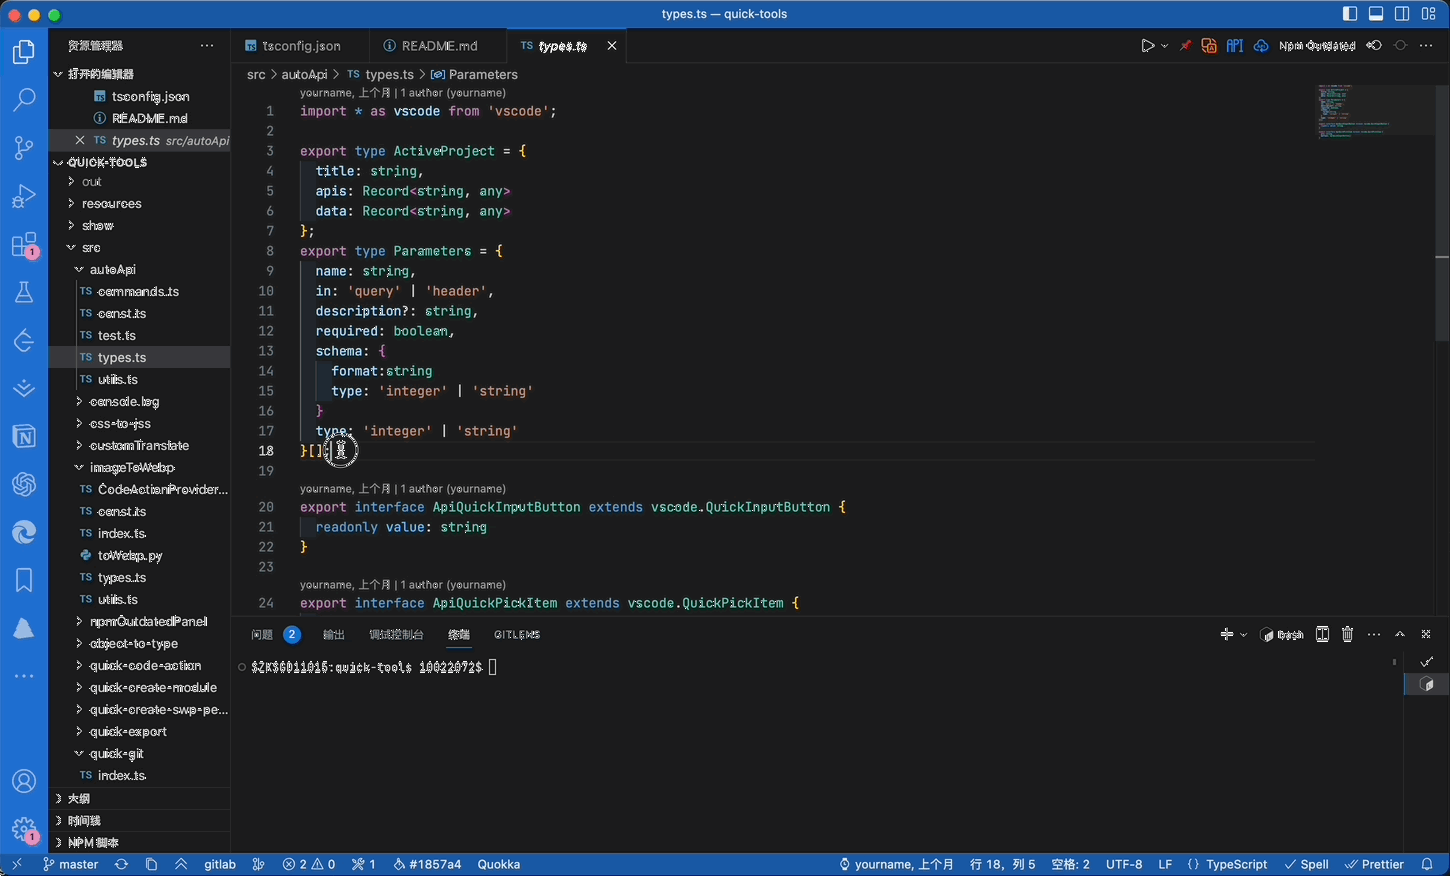 types.ts — quick-tools
资源管理器
tsconfig.json
README.md
types.ts
Npm Outdated
打开的编辑器
tsconfig.json
README.md
TS types.ts src/autoApi
QUICK-TOOLS
out
resources
show
src
autoApi
TS commands.ts
TS const.ts
TS test.ts
TS types.ts
TS utils.ts
console.log
css-to-jss
customTranslate
imageToWebp
TS CodeActionProvider...
TS const.ts
TS index.ts
toWebp.py
TS types.ts
TS utils.ts
npmOutdatedPanel
object-to-type
quick-code-action
quick-create-module
quick-create-swp-pe...
quick-export
quick-git
TS index.ts
大纲
时间线
NPM 脚本
src > autoApi > TS types.ts > Parameters
yourname, 上个月 | 1 author (yourname)
1 import * as vscode from 'vscode';
2
3 export type ActiveProject = {
4 title: string,
5 apis: Record<string, any>
6 data: Record<string, any>
7 };
8 export type Parameters = {
9 name: string,
10 in: 'query' | 'header',
11 description?: string,
12 required: boolean,
13 schema: {
14 format:string
15 type: 'integer' | 'string'
16 }
17 type: 'integer' | 'string'
18 }[]
19
yourname, 上个月 | 1 author (yourname)
20 export interface ApiQuickInputButton extends vscode.QuickInputButton {
21 readonly value: string
22 }
23
yourname, 上个月 | 1 author (yourname)
24 export interface ApiQuickPickItem extends vscode.QuickPickItem {
问题 2 输出 调试控制台 终端 GITLENS
bash
:quick-tools 10022072$
master gitlab 2 0 1 #1857a4 Quokka
yourname, 上个月 行 18，列 5 空格: 2 UTF-8 LF {} TypeScript Spell Prettier